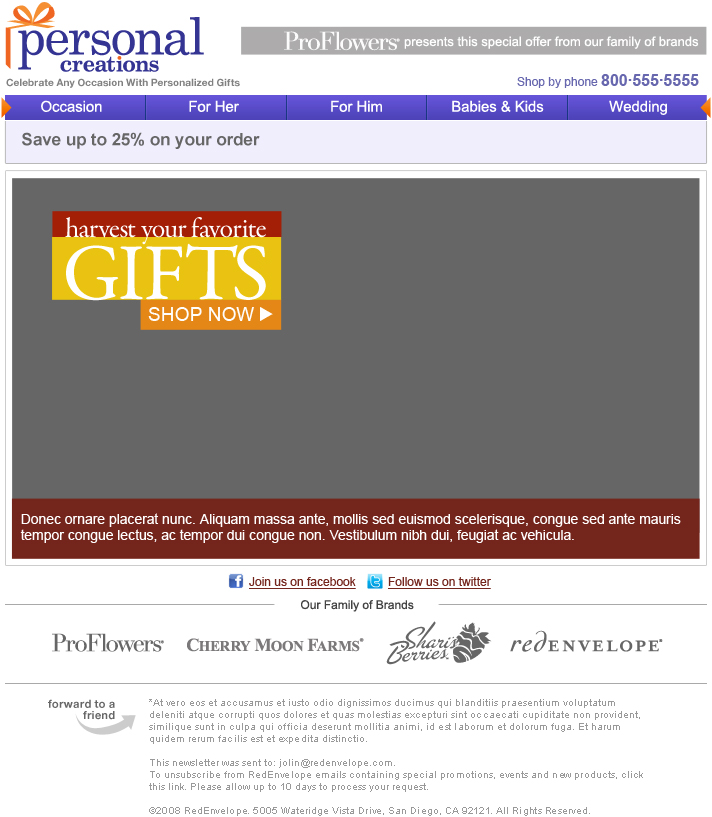 personal
creations
Celebrate Any Occasion With Personalized Gifts
ProFlowers® presents this special offer from our family of brands
Shop by phone 800-555-5555
Occasion For Her For Him Babies & Kids Wedding
Save up to 25% on your order
harvest your favorite
GIFTS
SHOP NOW
Donec ornare placerat nunc. Aliquam massa ante, mollis sed euismod scelerisque, congue sed ante mauris
tempor congue lectus, ac tempor dui congue non. Vestibulum nibh dui, feugiat ac vehicula.
Join us on facebook Follow us on twitter
Our Family of Brands
ProFlowers® Cherry Moon Farms® Shari's Berries. redENVELOPE®
forward to a
friend
*At vero eos et accusamus et iusto odio dignissimos ducimus qui blanditiis praesentium voluptatum
deleniti atque corrupti quos dolores et quas molestias excepturi sint occaecati cupiditate non provident,
similique sunt in culpa qui officia deserunt mollitia animi, id est laborum et dolorum fuga. Et harum
quidem rerum facilis est et expedita distinctio.
This newsletter was sent to: jolin@redenvelope.com.
To unsubscribe from RedEnvelope emails containing special promotions, events and new products, click
this link. Please allow up to 10 days to process your request.
©2008 RedEnvelope. 5005 Wateridge Vista Drive, San Diego, CA 92121. All Rights Reserved.